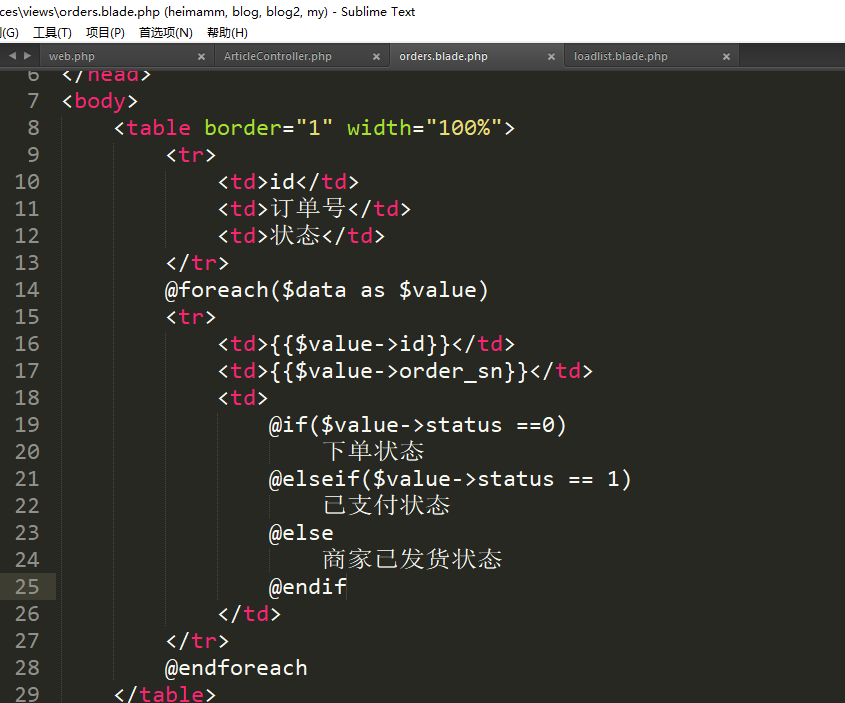 ces\views\orders.blade.php (heimamm, blog, blog2, my) - Sublime Text
(G) 工具(T) 项目(P) 首选项(N) 帮助(H)
web.php × ArticleController.php × orders.blade.php × loadlist.blade.php ×
6 </head>
7 <body>
8 <table border="1" width="100%">
9 <tr>
10 <td>id</td>
11 <td>订单号</td>
12 <td>状态</td>
13 </tr>
14 @foreach($data as $value)
15 <tr>
16 <td>{{$value->id}}</td>
17 <td>{{$value->order_sn}}</td>
18 <td>
19 @if($value->status ==0)
20 下单状态
21 @elseif($value->status == 1)
22 已支付状态
23 @else
24 商家已发货状态
25 @endif
26 </td>
27 </tr>
28 @endforeach
29 </table>